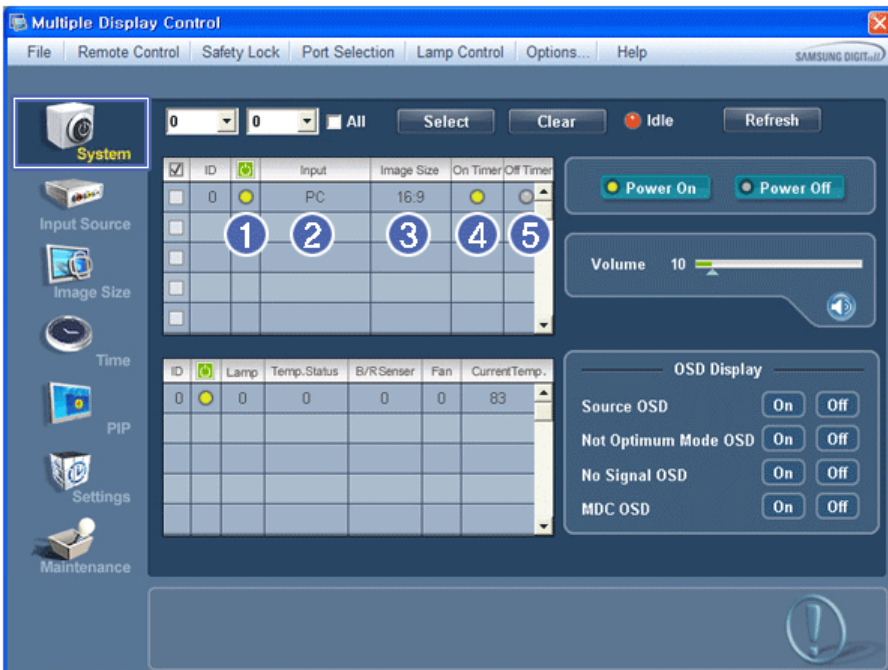 Multiple Display Control
File Remote Control Safety Lock Port Selection Lamp Control Options... Help SAMSUNG DIGITall
System
Input Source
Image Size
Time
PIP
Settings
Maintenance
0 0 All Select Clear Idle Refresh
ID Input Image Size On Timer Off Timer
0 PC 16:9
1 2 3 4 5
Power On Power Off
Volume 10
ID Lamp Temp.Status B/R Senser Fan CurrentTemp.
0 0 0 0 0 83
OSD Display
Source OSD On Off
Not Optimum Mode OSD On Off
No Signal OSD On Off
MDC OSD On Off